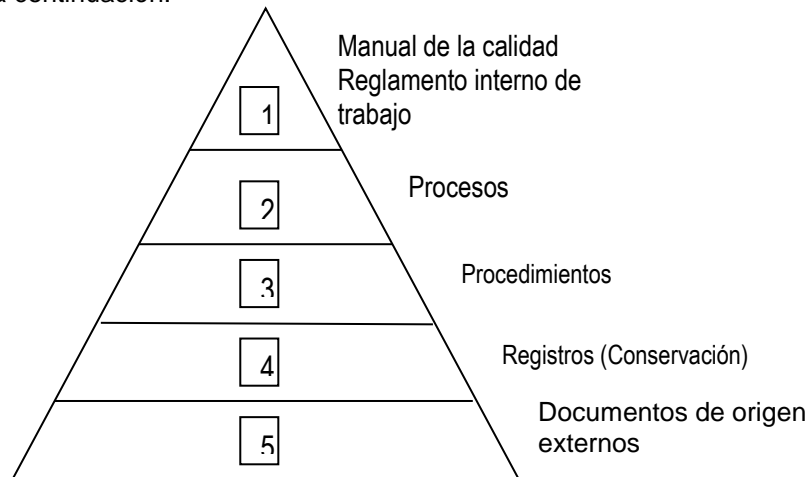 a continuación.
Manual de la calidad
Reglamento interno de
trabajo
1
Procesos
2
Procedimientos
3
Registros (Conservación)
4
Documentos de origen
externos
5